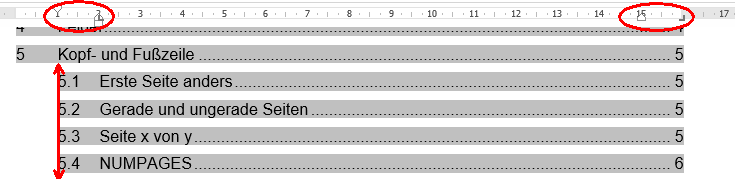 1 2 3 4 5 6 7 8 9 10 11 12 13 14 15 17
4
5 Kopf- und Fußzeile 5
5.1 Erste Seite anders 5
5.2 Gerade und ungerade Seiten 5
5.3 Seite x von y 5
5.4 NUMPAGES 6